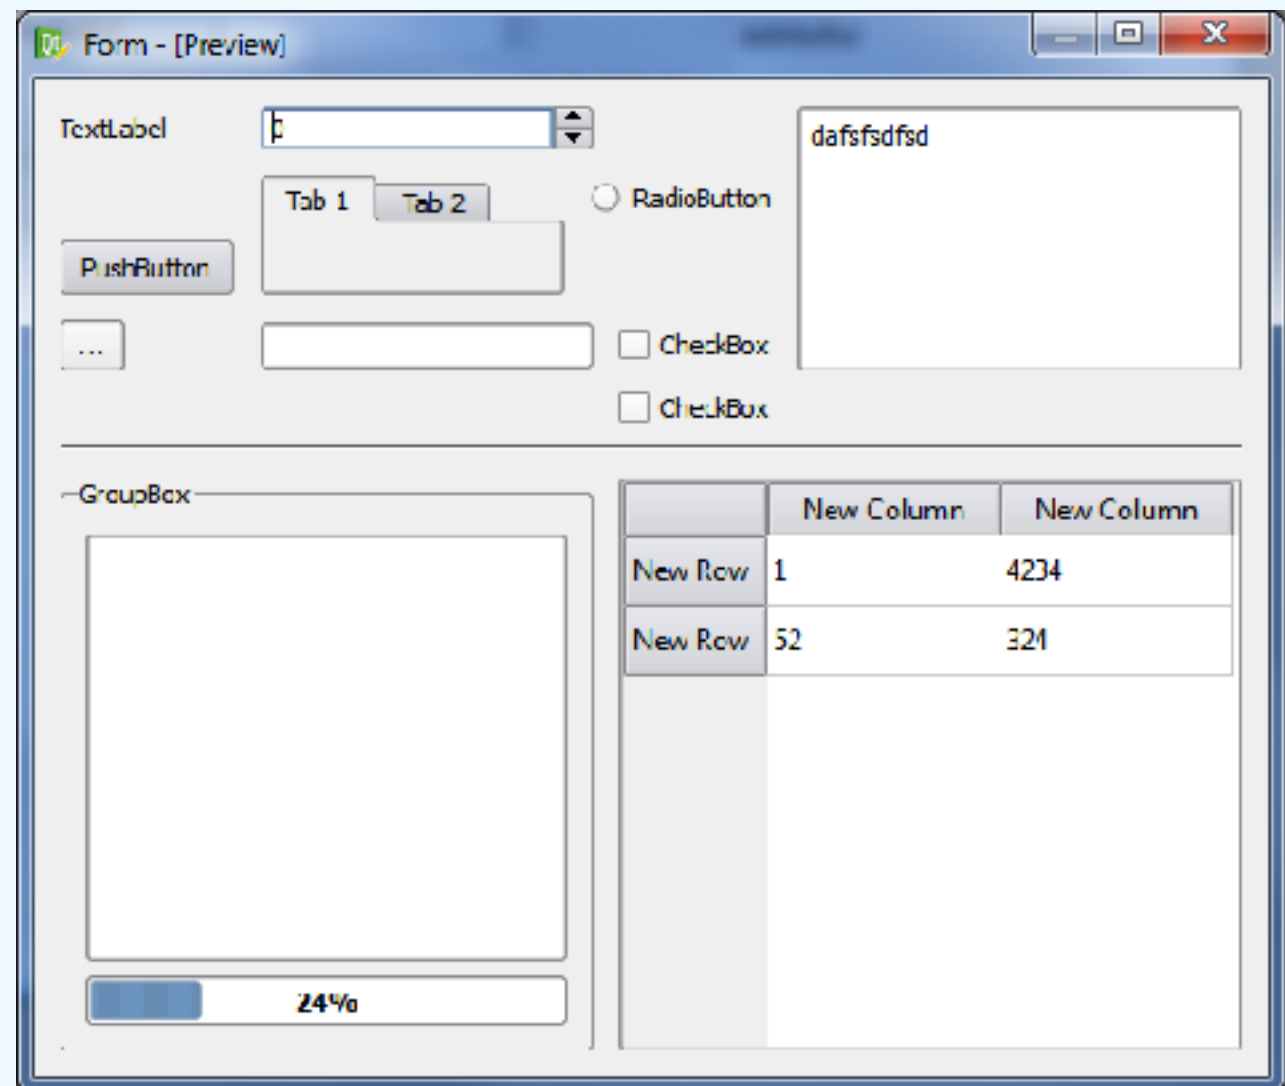 Form - [Preview]
TextLabel
0
dafsfsdfsd
Tab 1 Tab 2
RadioButton
PushButton
...
CheckBox
CheckBox
GroupBox
New Column New Column
New Row 1 4234
New Row 52 324
24%